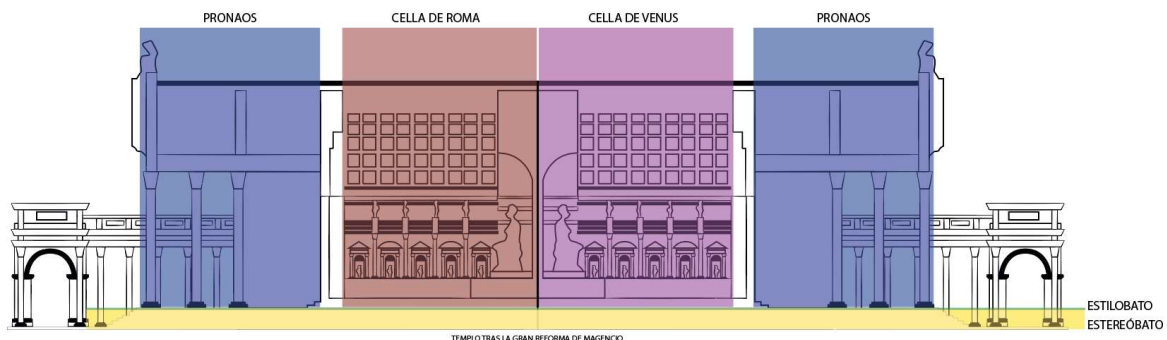 PRONAOS
CELLA DE ROMA
CELLA DE VENUS
PRONAOS
ESTILOBATO
ESTEREÓBATO
TEMPLO TRAS LA GRAN REFORMA DE MAGENCIO